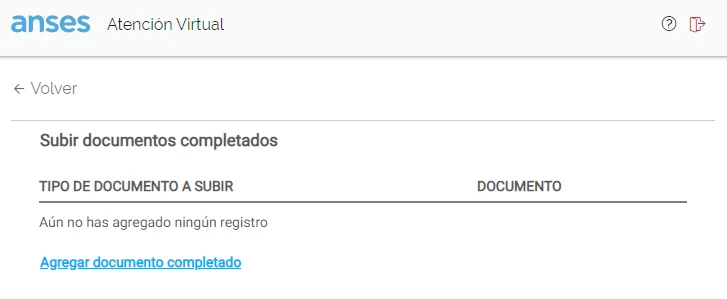 anses Atención Virtual
Volver
Subir documentos completados
TIPO DE DOCUMENTO A SUBIR DOCUMENTO
Aún no has agregado ningún registro
Agregar documento completado